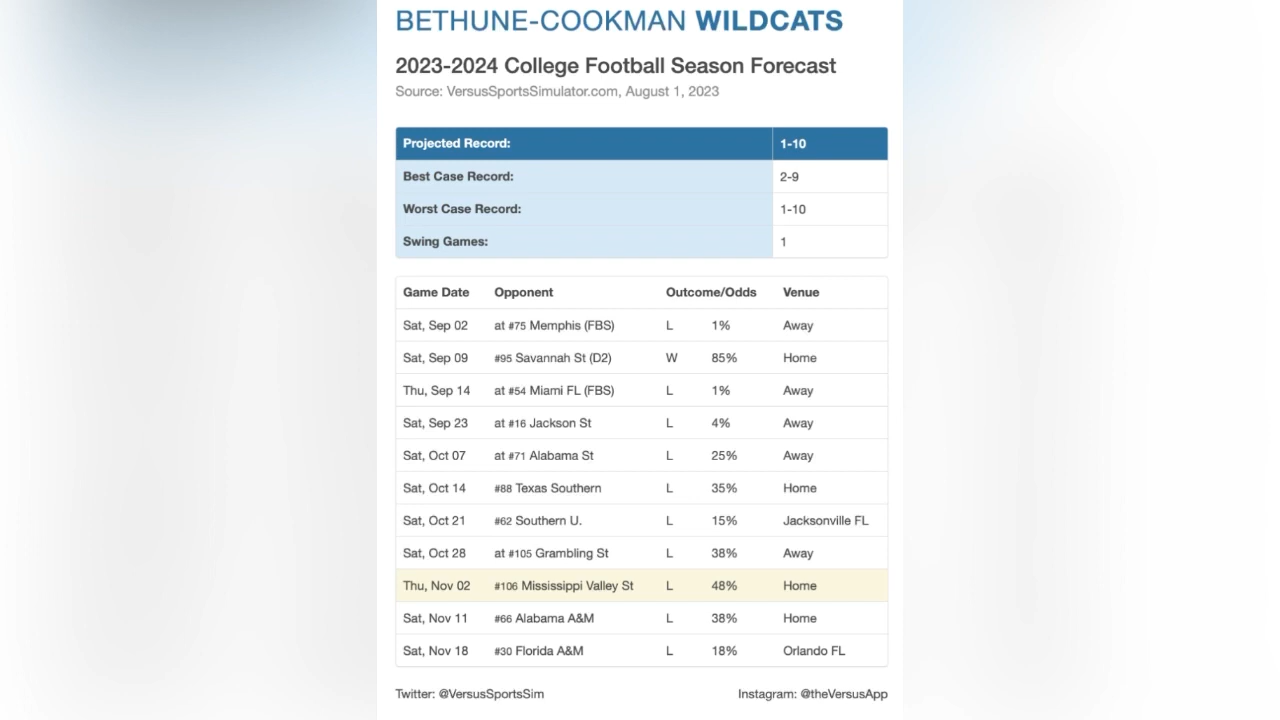 BETHUNE-COOKMAN WILDCATS
2023-2024 College Football Season Forecast
Source: VersusSportsSimulator.com, August 1, 2023
Projected Record: 1-10
Best Case Record: 2-9
Worst Case Record: 1-10
Swing Games: 1
Game Date Opponent Outcome/Odds Venue
Sat, Sep 02 at #75 Memphis (FBS) L 1% Away
Sat, Sep 09 #95 Savannah St (D2) W 85% Home
Thu, Sep 14 at #54 Miami FL (FBS) L 1% Away
Sat, Sep 23 at #16 Jackson St L 4% Away
Sat, Oct 07 at #71 Alabama St L 25% Away
Sat, Oct 14 #88 Texas Southern L 35% Home
Sat, Oct 21 #62 Southern U. L 15% Jacksonville FL
Sat, Oct 28 at #105 Grambling St L 38% Away
Thu, Nov 02 #106 Mississippi Valley St L 48% Home
Sat, Nov 11 #66 Alabama A&M L 38% Home
Sat, Nov 18 #30 Florida A&M L 18% Orlando FL
Twitter: @VersusSportsSim Instagram: @theVersusApp